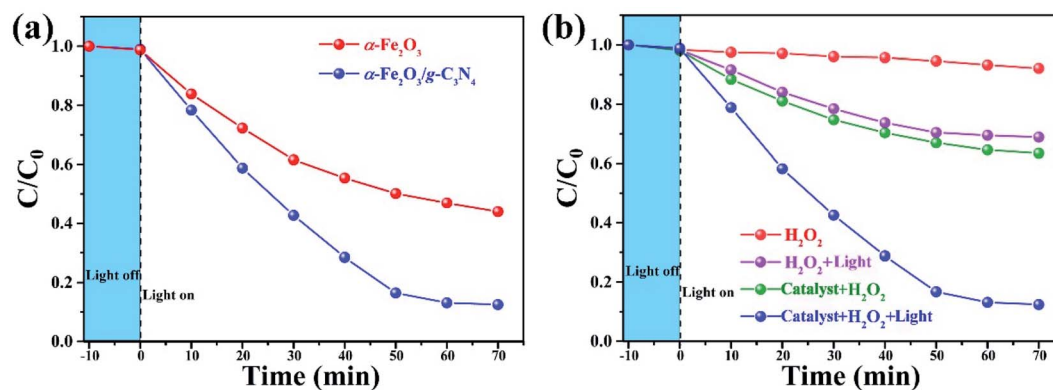 (a)
α-Fe₂O₃
α-Fe₂O₃/g-C₃N₄
C/C₀
1.0
0.8
0.6
0.4
0.2
0.0
Light off
Light on
-10 0 10 20 30 40 50 60 70
Time (min)
(b)
C/C₀
1.0
0.8
0.6
0.4
0.2
0.0
H₂O₂
H₂O₂+Light
Catalyst+H₂O₂
Catalyst+H₂O₂+Light
Light off
Light on
-10 0 10 20 30 40 50 60 70
Time (min)